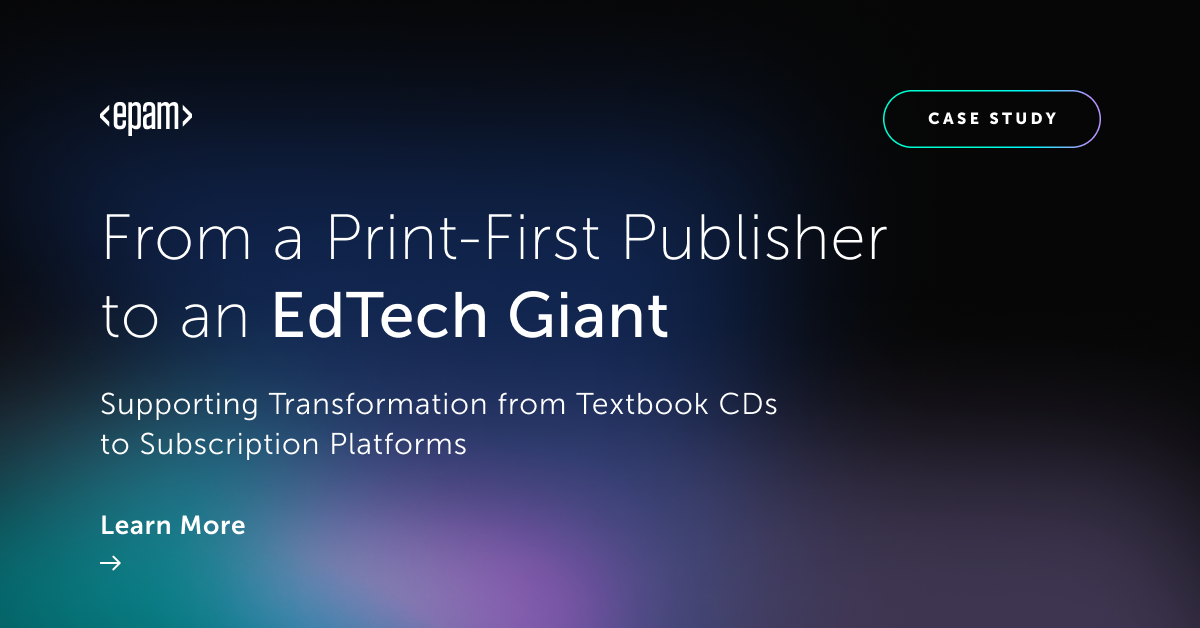 <epam>
CASE STUDY
From a Print-First Publisher
to an EdTech Giant
Supporting Transformation from Textbook CDs
to Subscription Platforms
Learn More
→